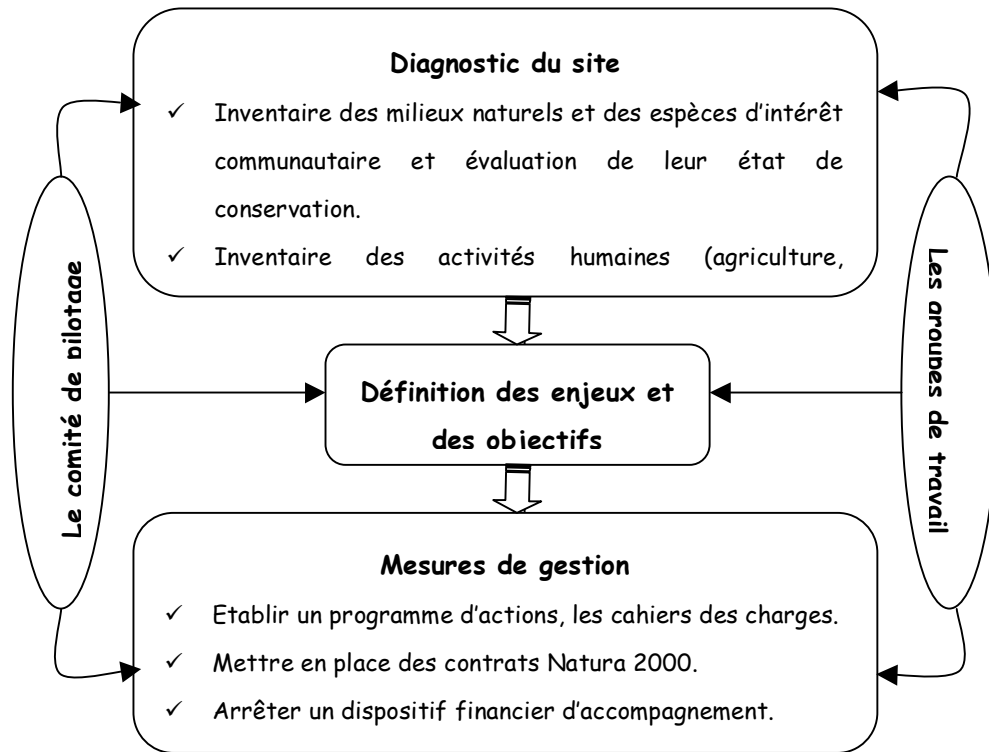 Diagnostic du site
✓ Inventaire des milieux naturels et des espèces d’intérêt
communautaire et évaluation de leur état de
conservation.
✓ Inventaire des activités humaines (agriculture,
Le comité de pilotage
Définition des enjeux et
des objectifs
Les groupes de travail
Mesures de gestion
✓ Etablir un programme d’actions, les cahiers des charges.
✓ Mettre en place des contrats Natura 2000.
✓ Arrêter un dispositif financier d’accompagnement.